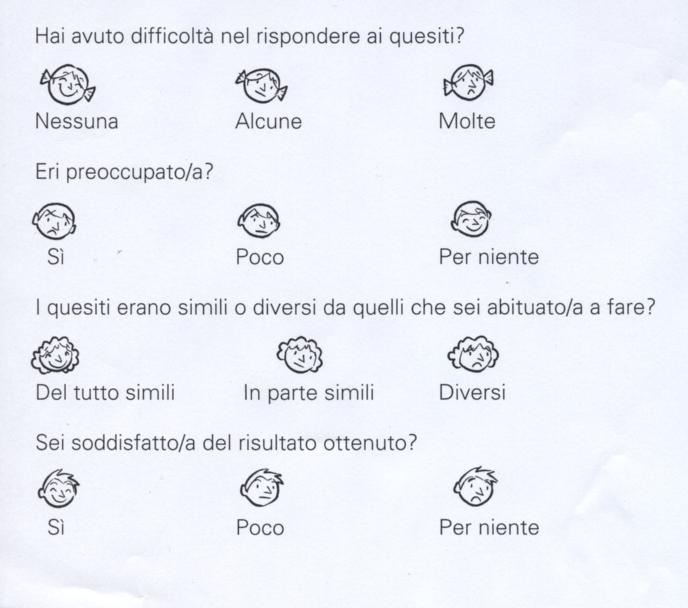 Hai avuto difficoltà nel rispondere ai quesiti?
Nessuna Alcune Molte
Eri preoccupato/a?
Sì Poco Per niente
I quesiti erano simili o diversi da quelli che sei abituato/a a fare?
Del tutto simili In parte simili Diversi
Sei soddisfatto/a del risultato ottenuto?
Sì Poco Per niente